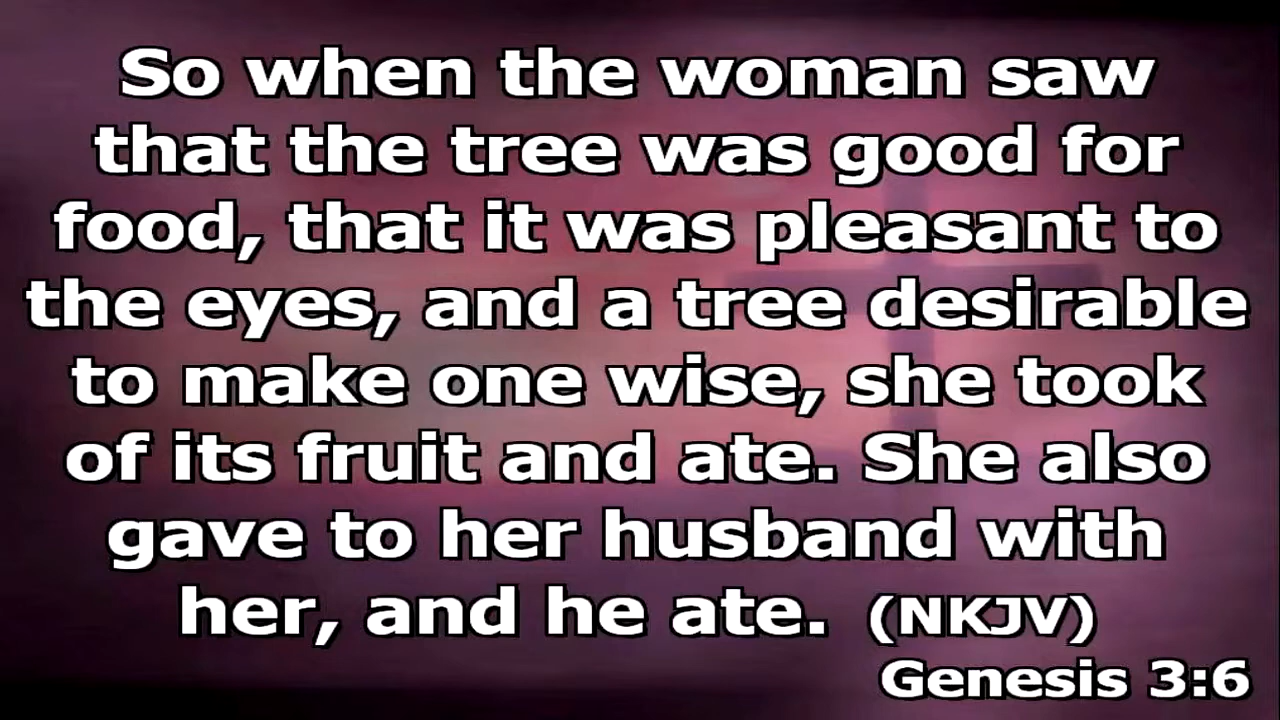 So when the woman saw
that the tree was good for
food, that it was pleasant to
the eyes, and a tree desirable
to make one wise, she took
of its fruit and ate. She also
gave to her husband with
her, and he ate. (NKJV)
Genesis 3:6